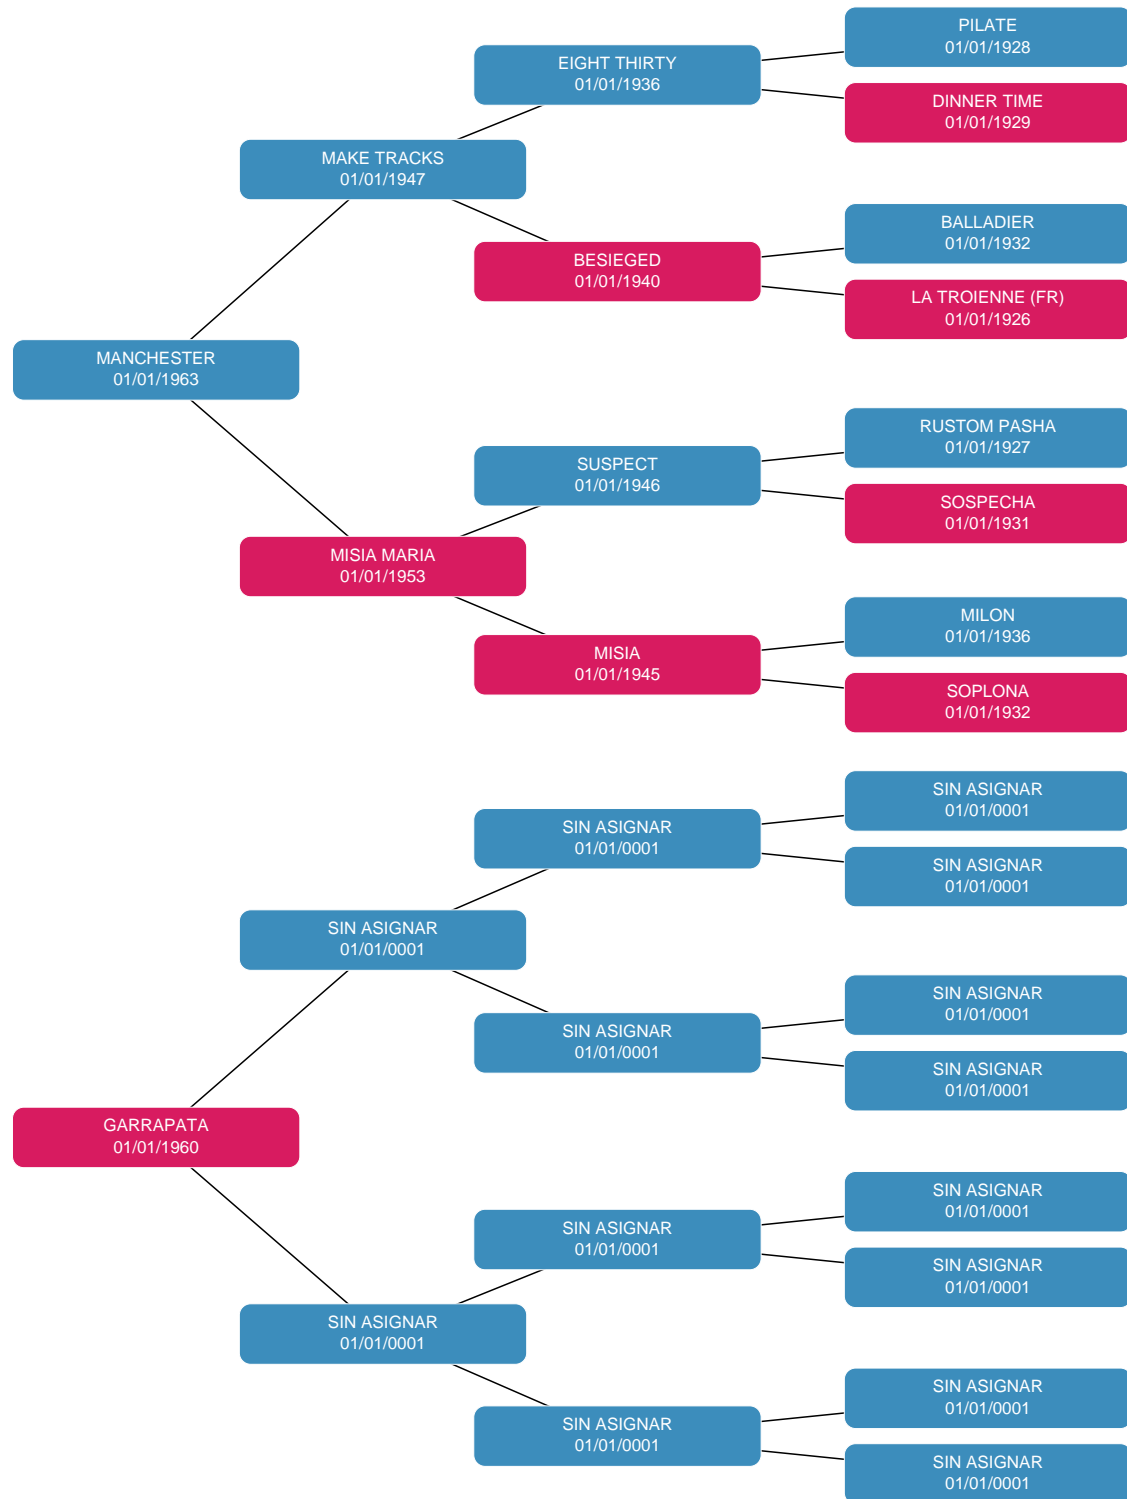 PILATE
01/01/1928
EIGHT THIRTY
01/01/1936
DINNER TIME
01/01/1929
MAKE TRACKS
01/01/1947
BALLADIER
01/01/1932
BESIEGED
01/01/1940
LA TROIENNE (FR)
01/01/1926
MANCHESTER
01/01/1963
RUSTOM PASHA
01/01/1927
SUSPECT
01/01/1946
SOSPECHA
01/01/1931
MISIA MARIA
01/01/1953
MILON
01/01/1936
MISIA
01/01/1945
SOPLONA
01/01/1932
SIN ASIGNAR
01/01/0001
SIN ASIGNAR
01/01/0001
SIN ASIGNAR
01/01/0001
SIN ASIGNAR
01/01/0001
SIN ASIGNAR
01/01/0001
SIN ASIGNAR
01/01/0001
SIN ASIGNAR
01/01/0001
GARRAPATA
01/01/1960
SIN ASIGNAR
01/01/0001
SIN ASIGNAR
01/01/0001
SIN ASIGNAR
01/01/0001
SIN ASIGNAR
01/01/0001
SIN ASIGNAR
01/01/0001
SIN ASIGNAR
01/01/0001
SIN ASIGNAR
01/01/0001